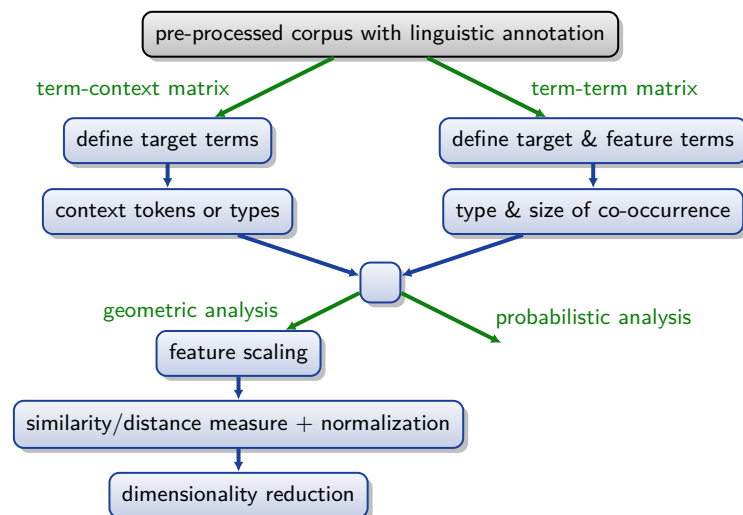 pre-processed corpus with linguistic annotation
term-context matrix
term-term matrix
define target terms
define target & feature terms
context tokens or types
type & size of co-occurrence
geometric analysis
probabilistic analysis
feature scaling
similarity/distance measure + normalization
dimensionality reduction